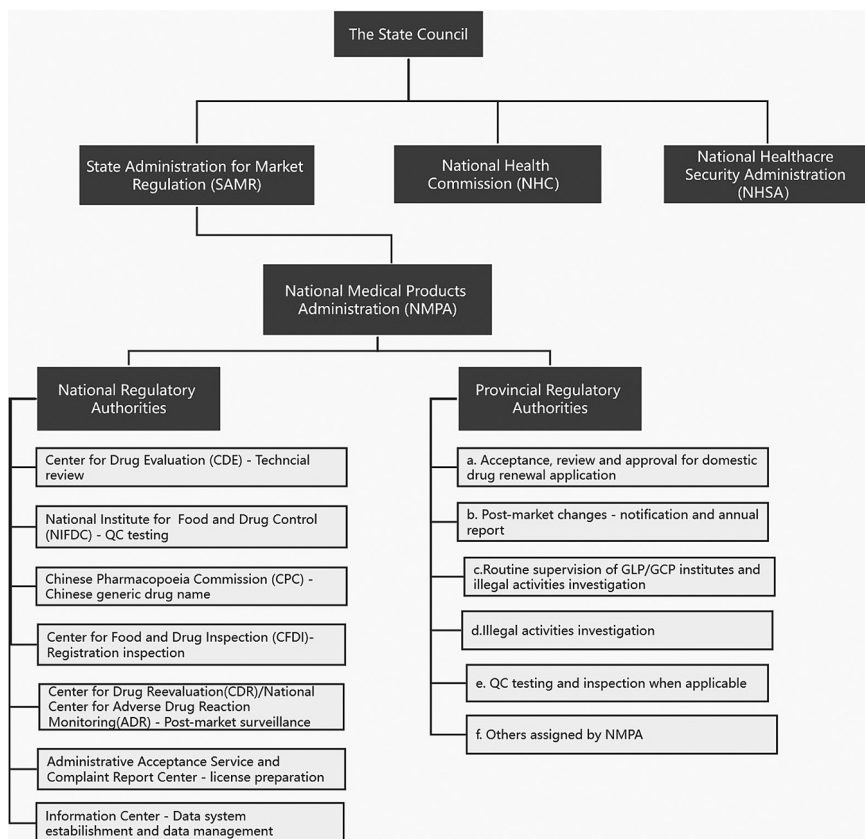 The State Council
State Administration for Market
Regulation (SAMR)
National Health
Commission (NHC)
National Healthacre
Security Administration
(NHSA)
National Medical Products
Administration (NMPA)
National Regulatory
Authorities
Center for Drug Evaluation (CDE) - Techncial
review
National Institute for Food and Drug Control
(NIFDC) - QC testing
Chinese Pharmacopoeia Commission (CPC) -
Chinese generic drug name
Center for Food and Drug Inspection (CFDI)-
Registration inspection
Center for Drug Reevaluation(CDR)/National
Center for Adverse Drug Reaction
Monitoring(ADR) - Post-market surveillance
Administrative Acceptance Service and
Complaint Report Center - license preparation
Information Center - Data system
estabilishment and data management
Provincial Regulatory
Authorities
a. Acceptance, review and approval for domestic
drug renewal application
b. Post-market changes - notification and annual
report
c.Routine supervision of GLP/GCP institutes and
illegal activities investigation
d.Illegal activities investigation
e. QC testing and inspection when applicable
f. Others assigned by NMPA